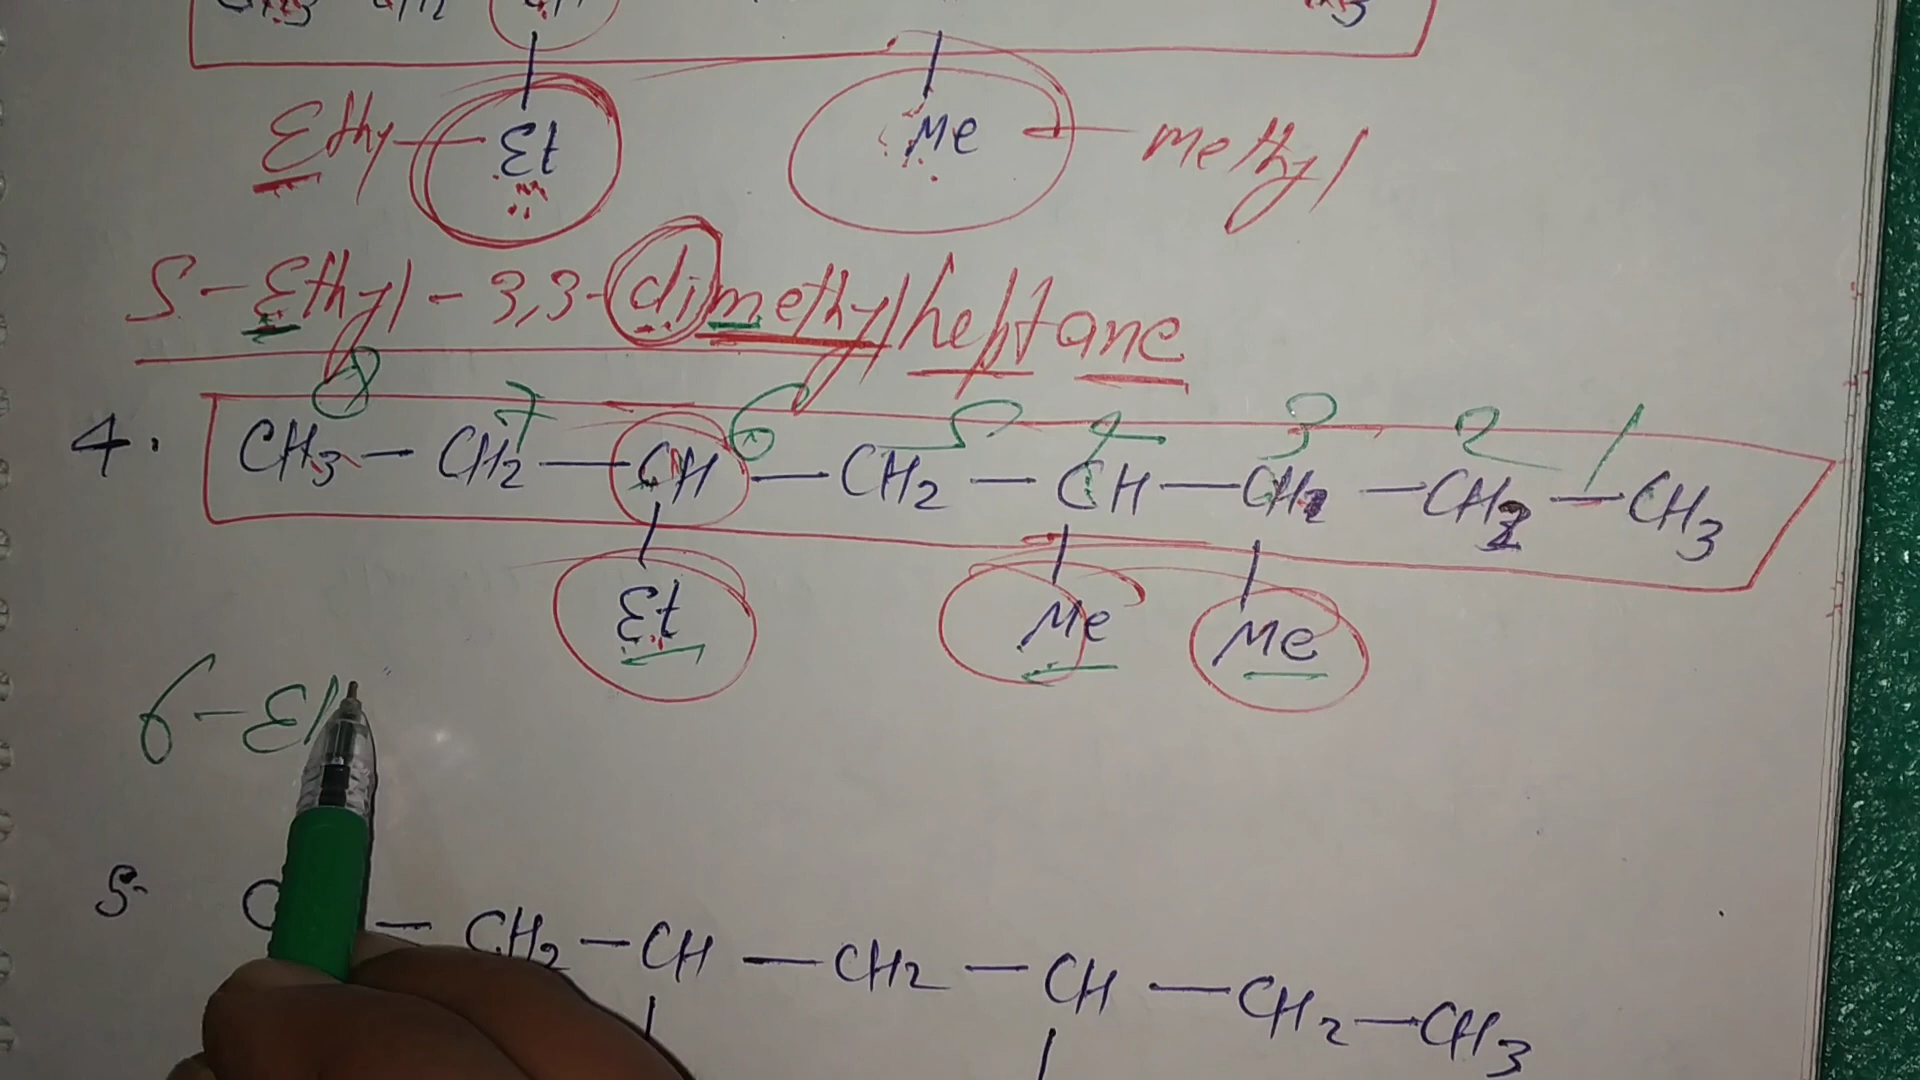 Ethy Et Me methyl
5-Ethyl-3,3-dimethylheptane
8 7 6 5 4 3 2 1
4. CH3-CH2-CH-CH2-CH-CH2-CH2-CH3
Et Me Me
6-Eth
5- C - CH2-CH-CH2-CH-CH2-CH3